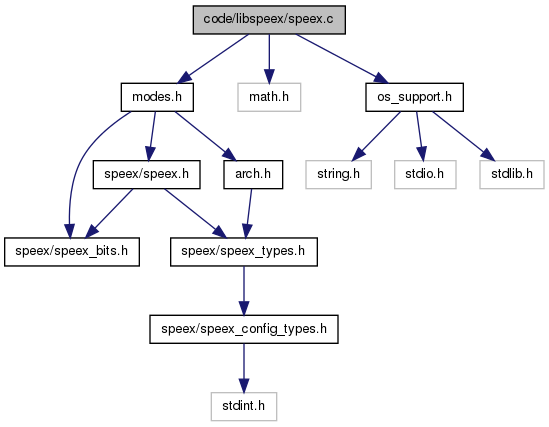 code/libspeex/speex.c
modes.h
math.h
os_support.h
speex/speex.h
arch.h
string.h
stdio.h
stdlib.h
speex/speex_bits.h
speex/speex_types.h
speex/speex_config_types.h
stdint.h